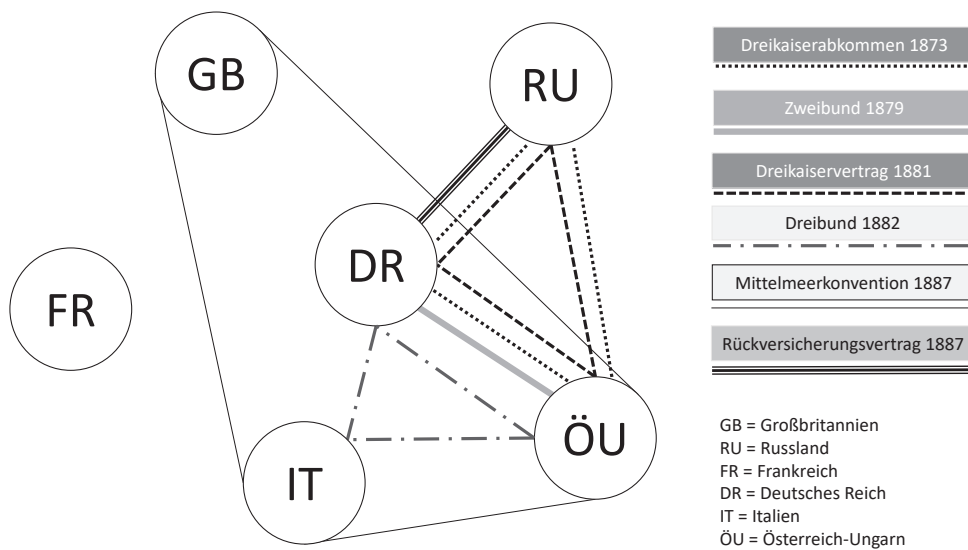 GB
RU
DR
FR
IT
ÖU
Dreikaiserabkommen 1873
Zweibund 1879
Dreikaiservertrag 1881
Dreibund 1882
Mittelmeerkonvention 1887
Rückversicherungsvertrag 1887
GB = Großbritannien
RU = Russland
FR = Frankreich
DR = Deutsches Reich
IT = Italien
ÖU = Österreich-Ungarn